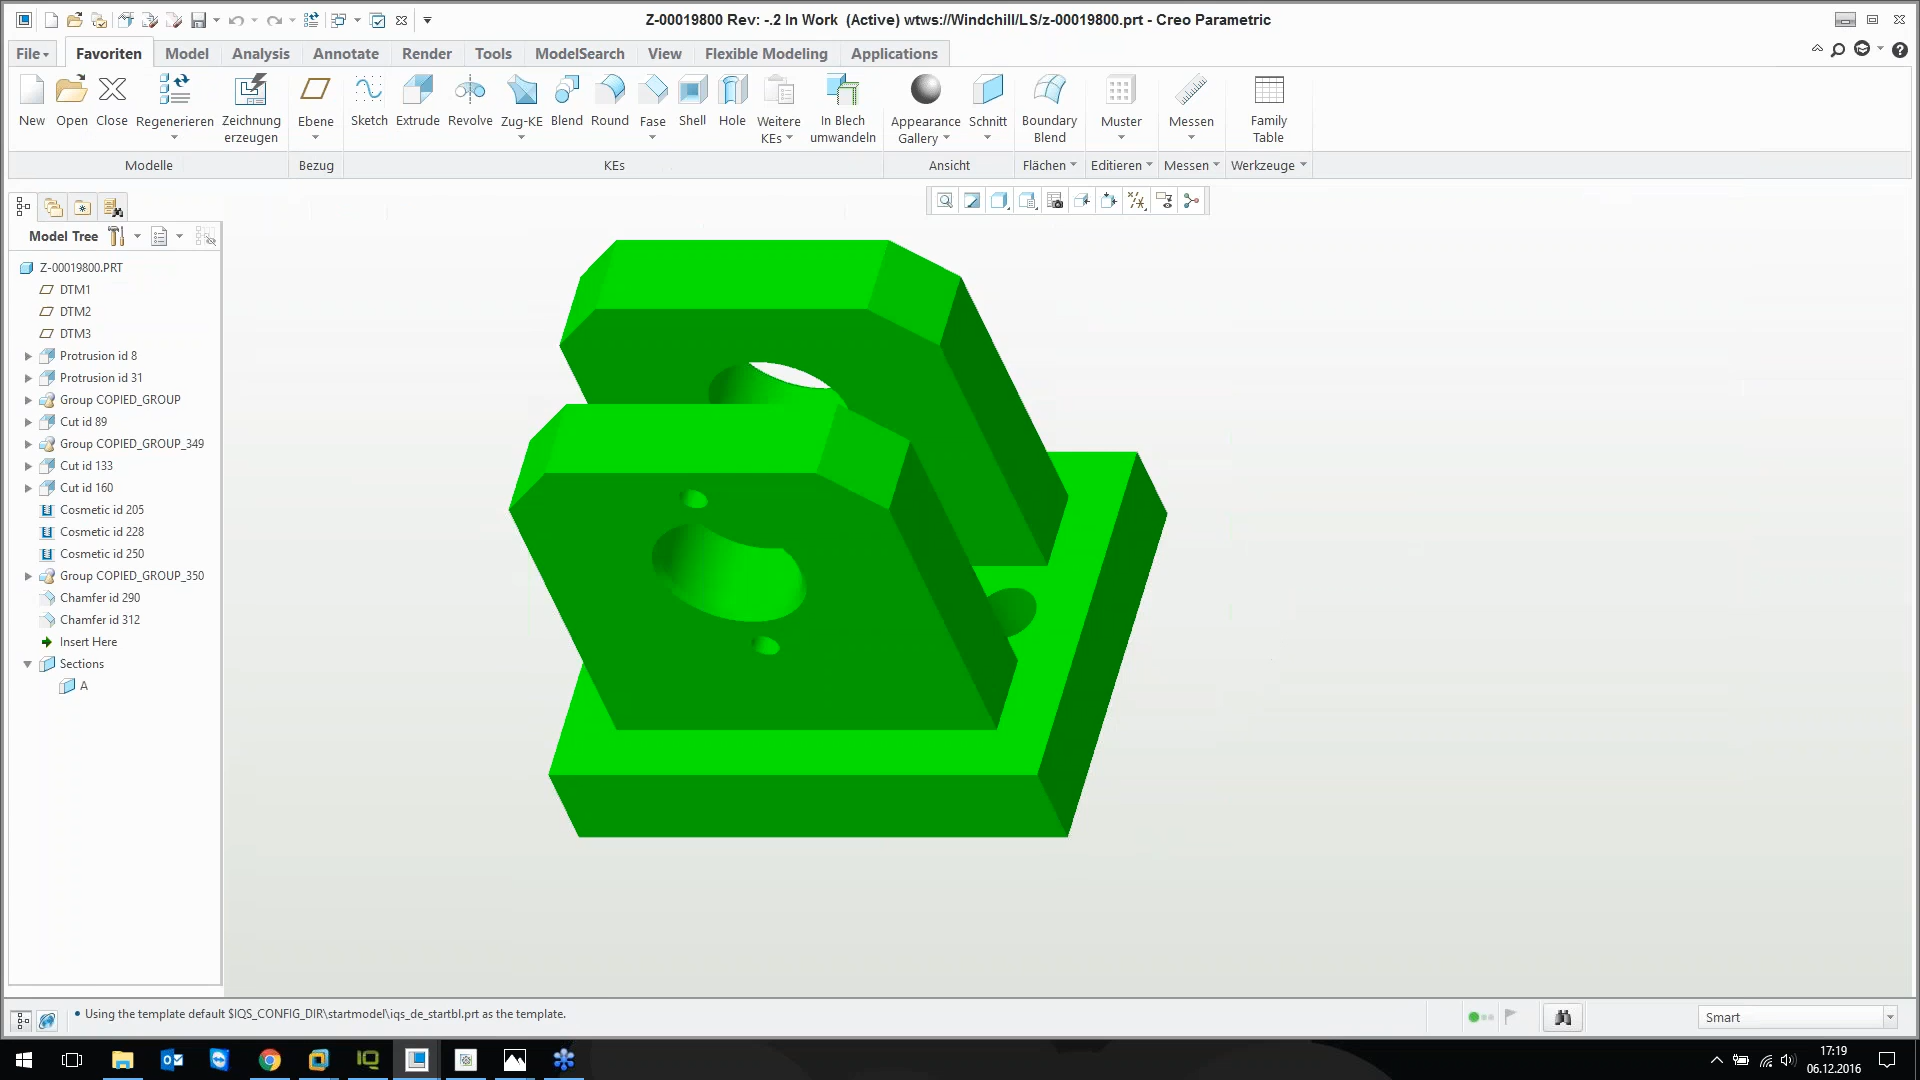 Z-00019800 Rev: -.2 In Work  (Active) wtws://Windchill/LS/z-00019800.prt - Creo Parametric
File Favoriten Model Analysis Annotate Render Tools ModelSearch View Flexible Modeling Applications
New Open Close Regenerieren Zeichnung erzeugen Ebene Sketch Extrude Revolve Zug-KE Blend Round Fase Shell Hole Weitere KEs In Blech umwandeln Appearance Gallery Schnitt Boundary Blend Muster Messen Family Table
Modelle Bezug KEs Ansicht Flächen Editieren Messen Werkzeuge
Model Tree
Z-00019800.PRT
DTM1
DTM2
DTM3
Protrusion id 8
Protrusion id 31
Group COPIED_GROUP
Cut id 89
Group COPIED_GROUP_349
Cut id 133
Cut id 160
Cosmetic id 205
Cosmetic id 228
Cosmetic id 250
Group COPIED_GROUP_350
Chamfer id 290
Chamfer id 312
Insert Here
Sections
A
• Using the template default $IQS_CONFIG_DIR\startmodel\iqs_de_startbl.prt as the template.
Smart
IQ
17:19
06.12.2016